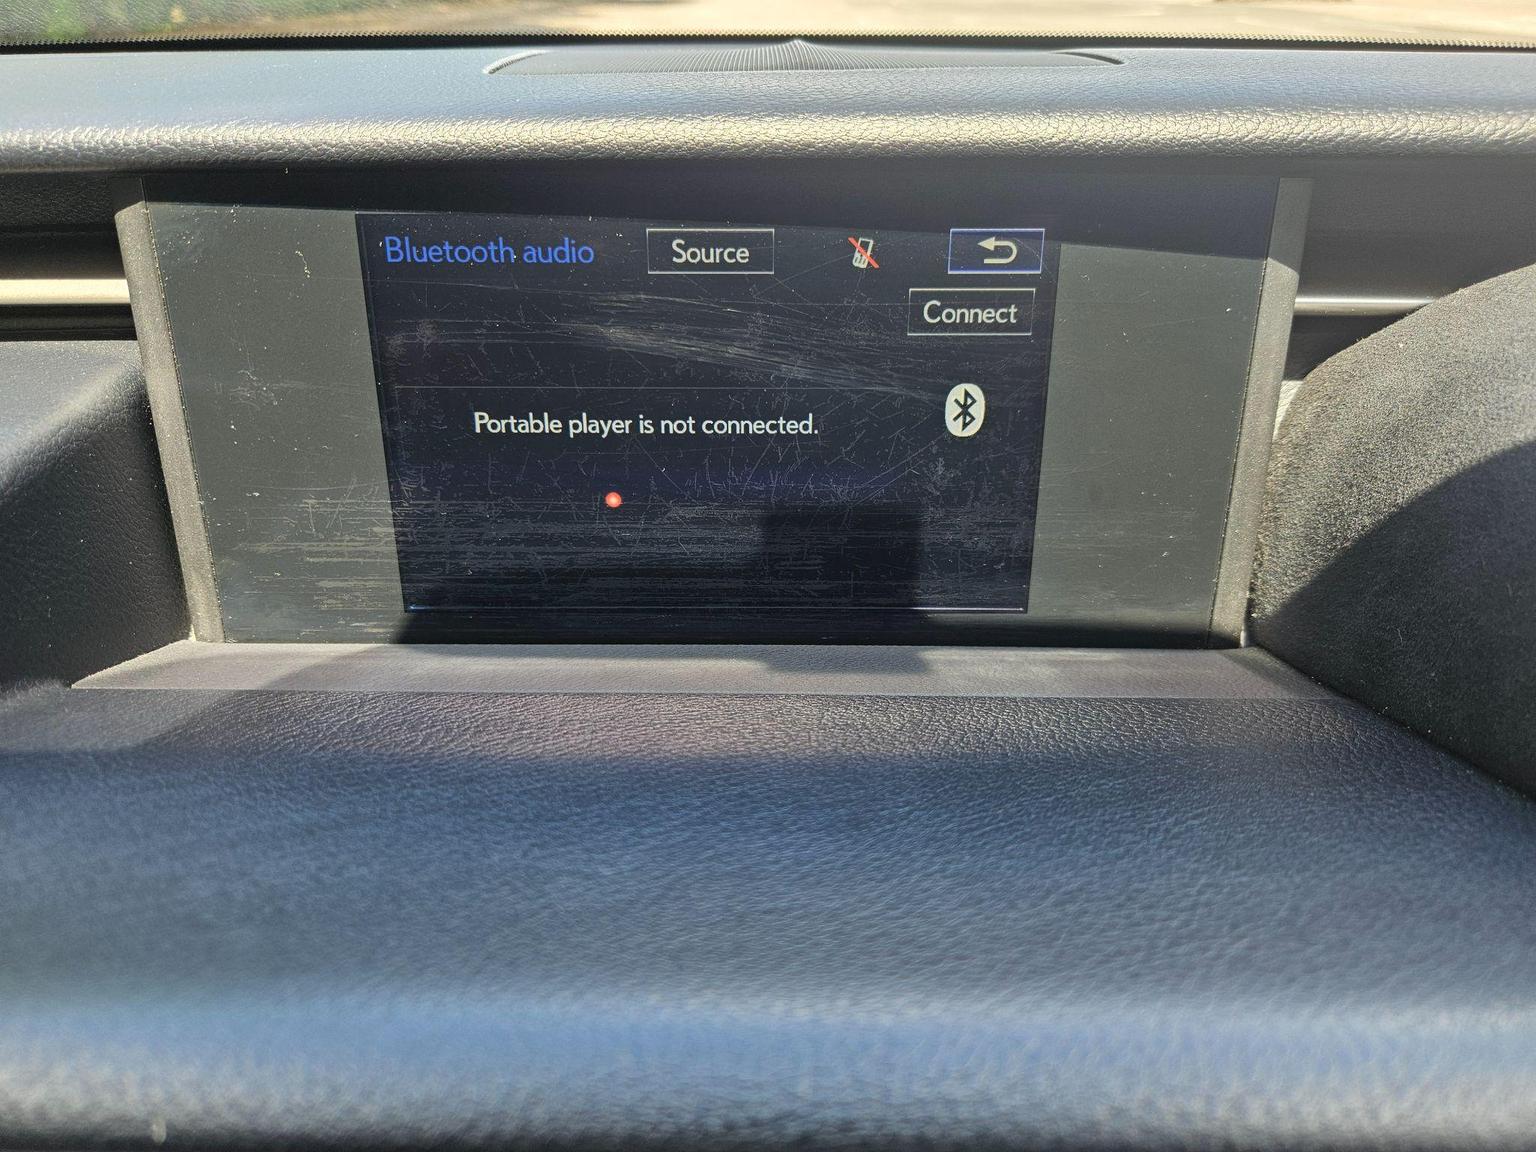 Bluetooth audio Source
Connect
Portable player is not connected.